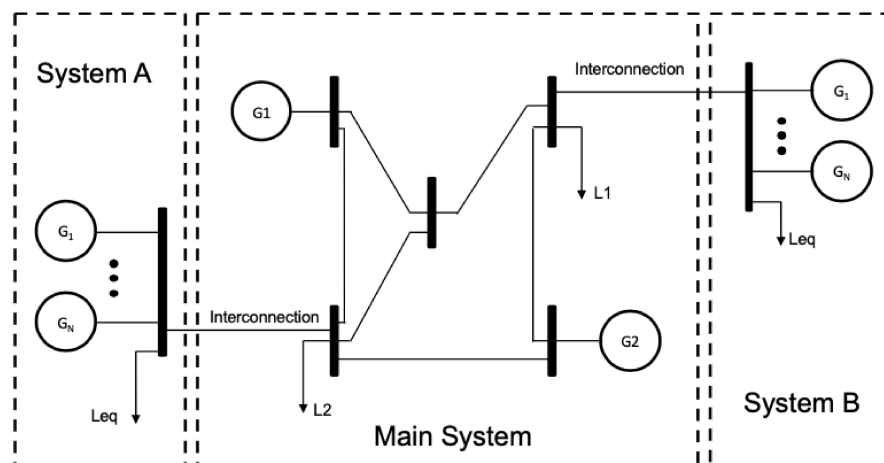 System A
G1
GN
Leq
Interconnection
G1
L2
Main System
L1
G2
Interconnection
G1
GN
Leq
System B